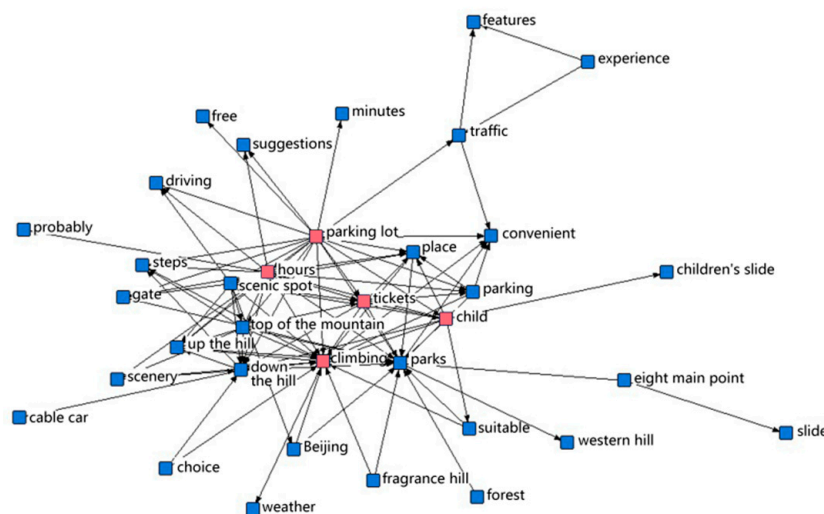 features
experience
free
minutes
traffic
suggestions
driving
probably
parking lot
convenient
place
steps
hours
children's slide
scenic spot
gate
parking
tickets
child
top of the mountain
up the hill
climbing
parks
down
the hill
scenery
eight main point
cable car
suitable
slide
western hill
Beijing
choice
fragrance hill
forest
weather